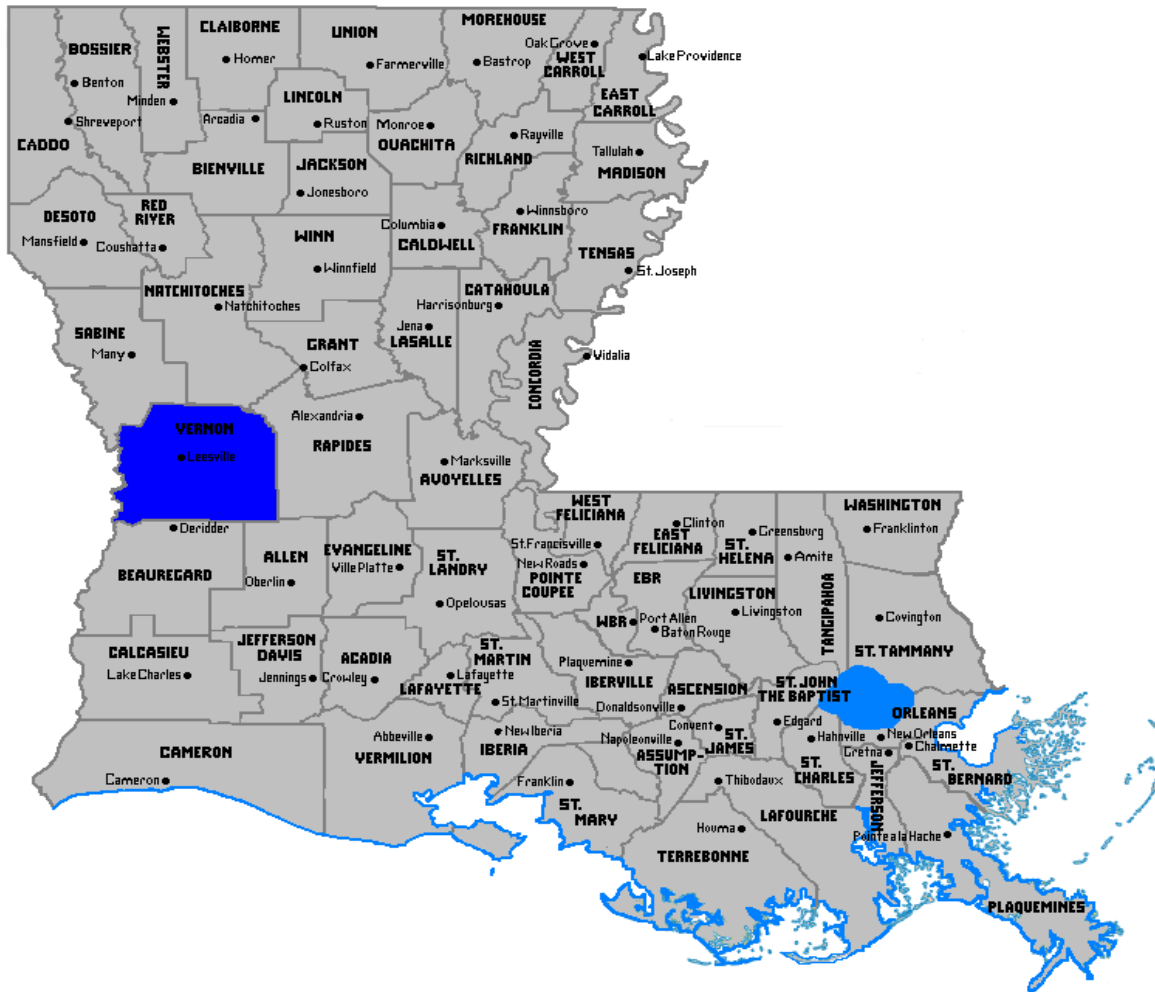 MOREHOUSE
CLAIBORNE
UNION
WEBSTER
BOSSIER
Oak Grove
WEST
CARROLL
Lake Providence
Homer
Farmerville
Bastrop
Benton
EAST
CARROLL
LINCOLN
Minden
Shreveport
Arcadia
Ruston
Monroe
OUACHITA
Rayville
CADDO
RICHLAND
Tallulah
MADISON
BIENVILLE
JACKSON
Jonesboro
RED
RIVER
DESOTO
Mansfield
Coushatta
WINN
Winnfield
Columbia
CALDWELL
Winnsboro
FRANKLIN
TENSAS
St. Joseph
NATCHITOCHES
Natchitoches
CATAHOULA
Harrisonburg
SABINE
Many
GRANT
Colfax
Jena
LASALLE
CONCORDIA
Vidalia
VERNON
Leesville
Alexandria
RAPIDES
Marksville
AVOYELLES
WEST
FELICIANA
St. Francisville
Clinton
EAST
FELICIANA
Greensburg
ST.
HELENA
WASHINGTON
Franklinton
Amite
TANGIPAHOA
Deridder
BEAUREGARD
ALLEN
Oberlin
EVANGELINE
Ville Platte
ST.
LANDRY
Opelousas
New Roads
POINTE
COUPEE
EBR
LIVINGSTON
Livingston
Covington
ST. TAMMANY
WBR
Port Allen
Baton Rouge
CALCASIEU
Lake Charles
JEFFERSON
DAVIS
Jennings
ACADIA
Crowley
LAFAYETTE
Lafayette
ST.
MARTIN
St. Martinville
Plaquemine
IBERVILLE
ASCENSION
Donaldsonville
ST. JOHN
THE BAPTIST
Edgard
ORLEANS
New Orleans
CAMERON
Cameron
Abbeville
VERMILION
New Iberia
IBERIA
Convent
Napoleonville
ASSUMP-
TION
ST.
JAMES
Hahnville
ST.
CHARLES
Gretna
JEFFERSON
Chalmette
ST.
BERNARD
Franklin
ST.
MARY
Thibodaux
LAFOURCHE
Houma
TERREBONNE
Pointe a la Hache
PLAQUEMINES